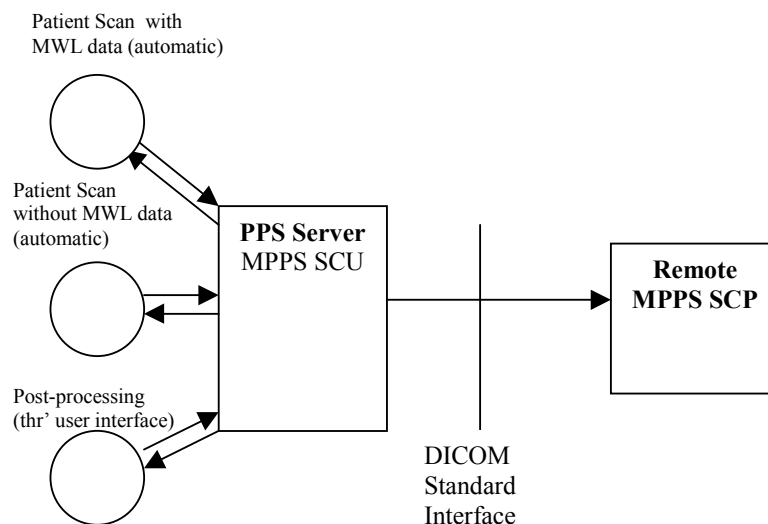 Patient Scan with
MWL data (automatic)
Patient Scan
without MWL data
(automatic)
PPS Server
MPPS SCU
Remote
MPPS SCP
Post-processing
(thr' user interface)
DICOM
Standard
Interface